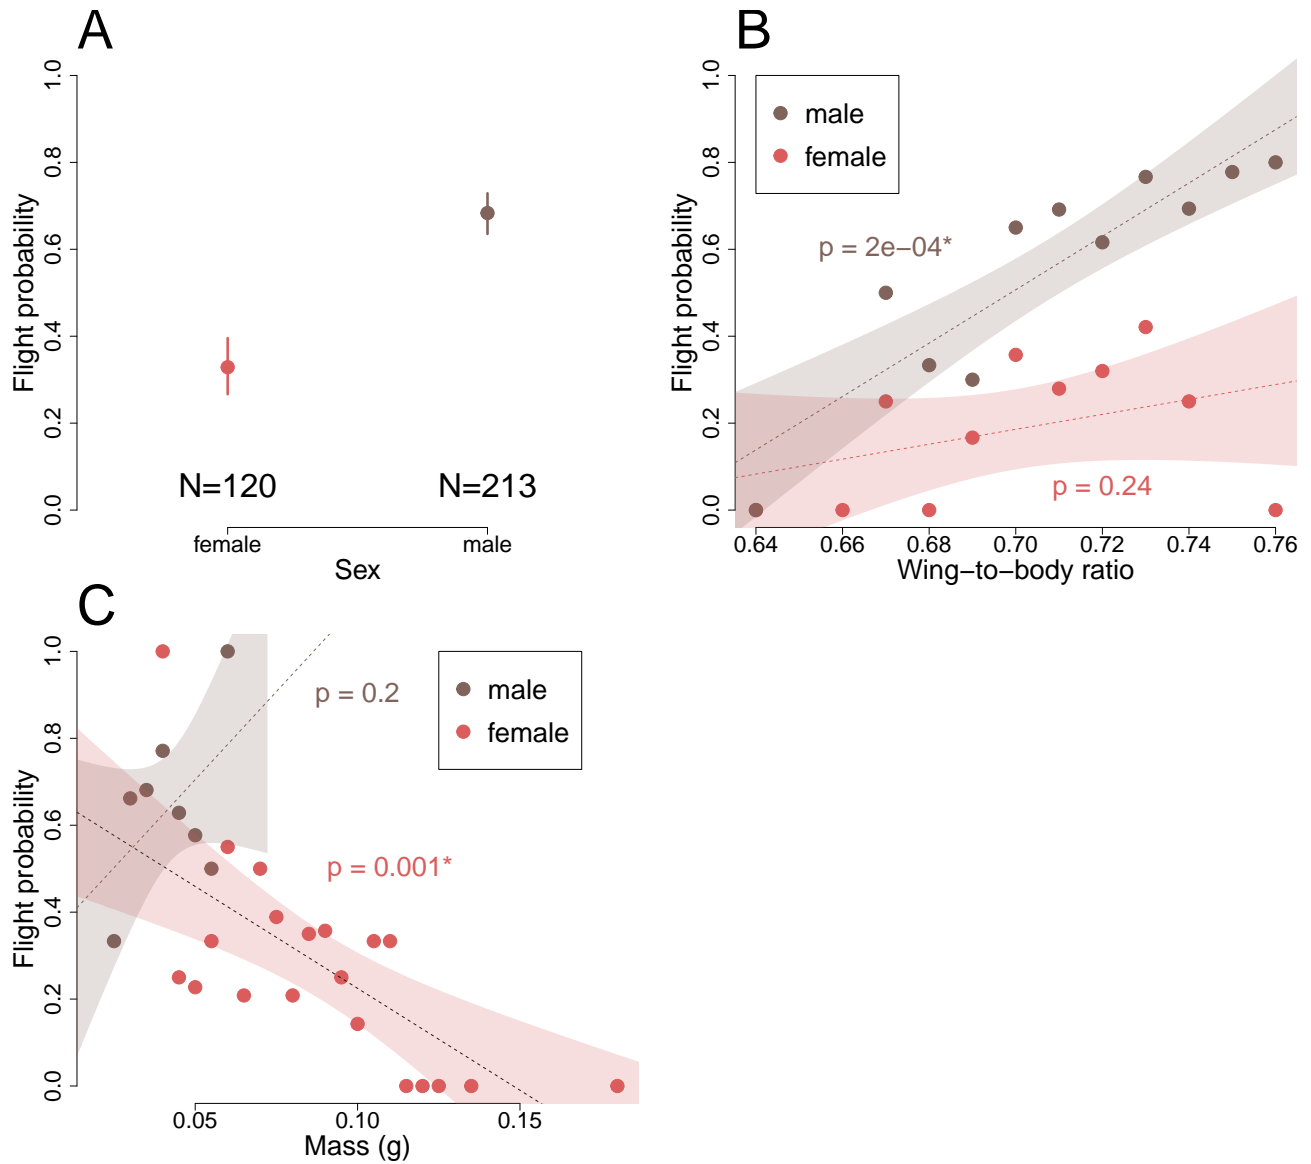 A
Flight probability
1.0
0.8
0.6
0.4
0.2
0.0
N=120
N=213
female
male
Sex
B
Flight probability
1.0
0.8
0.6
0.4
0.2
0.0
male
female
p = 2e−04*
p = 0.24
0.64 0.66 0.68 0.70 0.72 0.74 0.76
Wing−to−body ratio
C
Flight probability
1.0
0.8
0.6
0.4
0.2
0.0
male
female
p = 0.2
p = 0.001*
0.05 0.10 0.15
Mass (g)